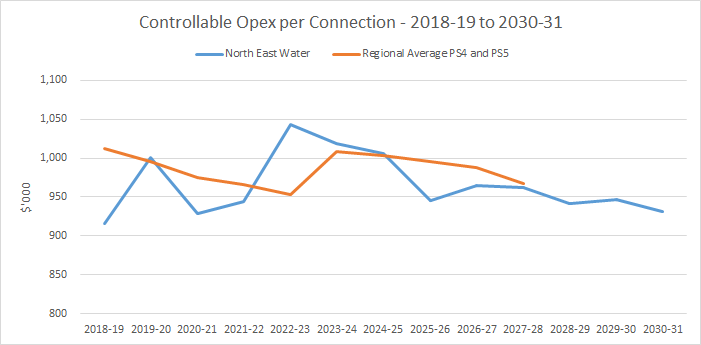 Controllable Opex per Connection - 2018-19 to 2030-31
North East Water
Regional Average PS4 and PS5
1,100
1,050
1,000
950
900
850
800
$'000
2018-19 2019-20 2020-21 2021-22 2022-23 2023-24 2024-25 2025-26 2026-27 2027-28 2028-29 2029-30 2030-31